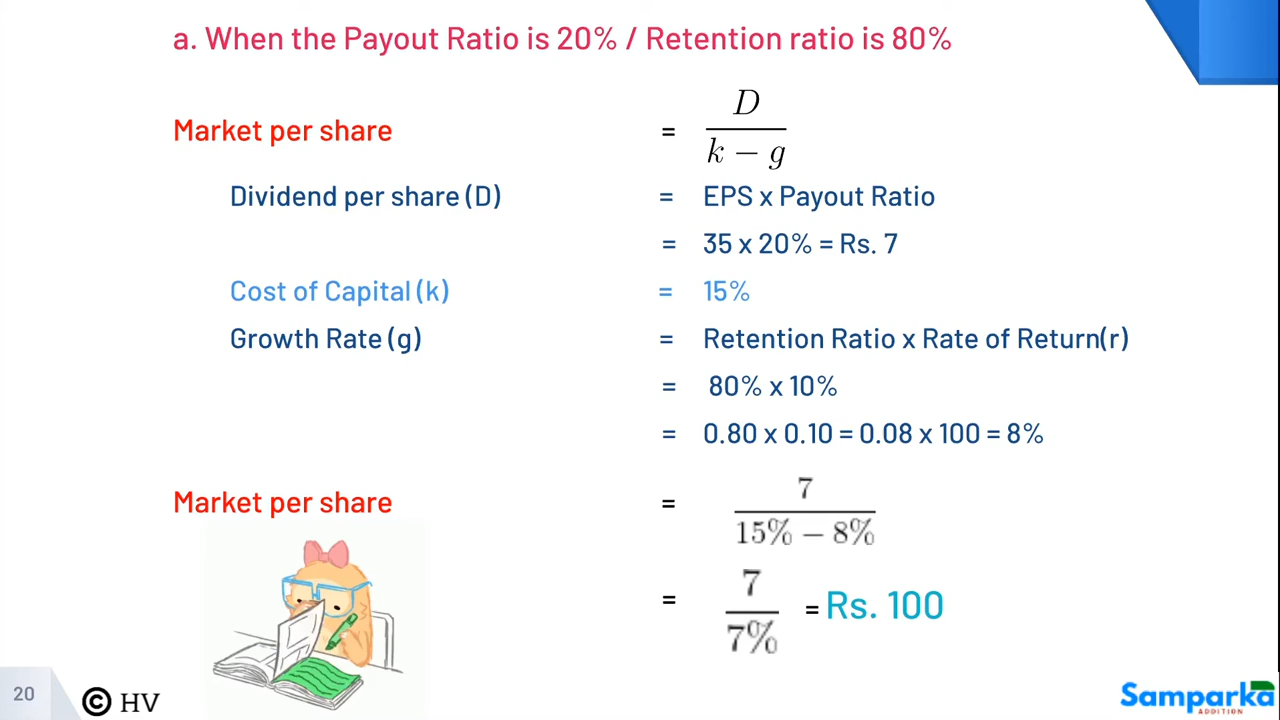 a. When the Payout Ratio is 20% / Retention ratio is 80%
Market per share = D / k − g
Dividend per share (D) = EPS x Payout Ratio
= 35 x 20% = Rs. 7
Cost of Capital (k) = 15%
Growth Rate (g) = Retention Ratio x Rate of Return(r)
= 80% x 10%
= 0.80 x 0.10 = 0.08 x 100 = 8%
Market per share = 7 / 15% − 8%
= 7 / 7% = Rs. 100
20
© HV
Samparka
ADDITION